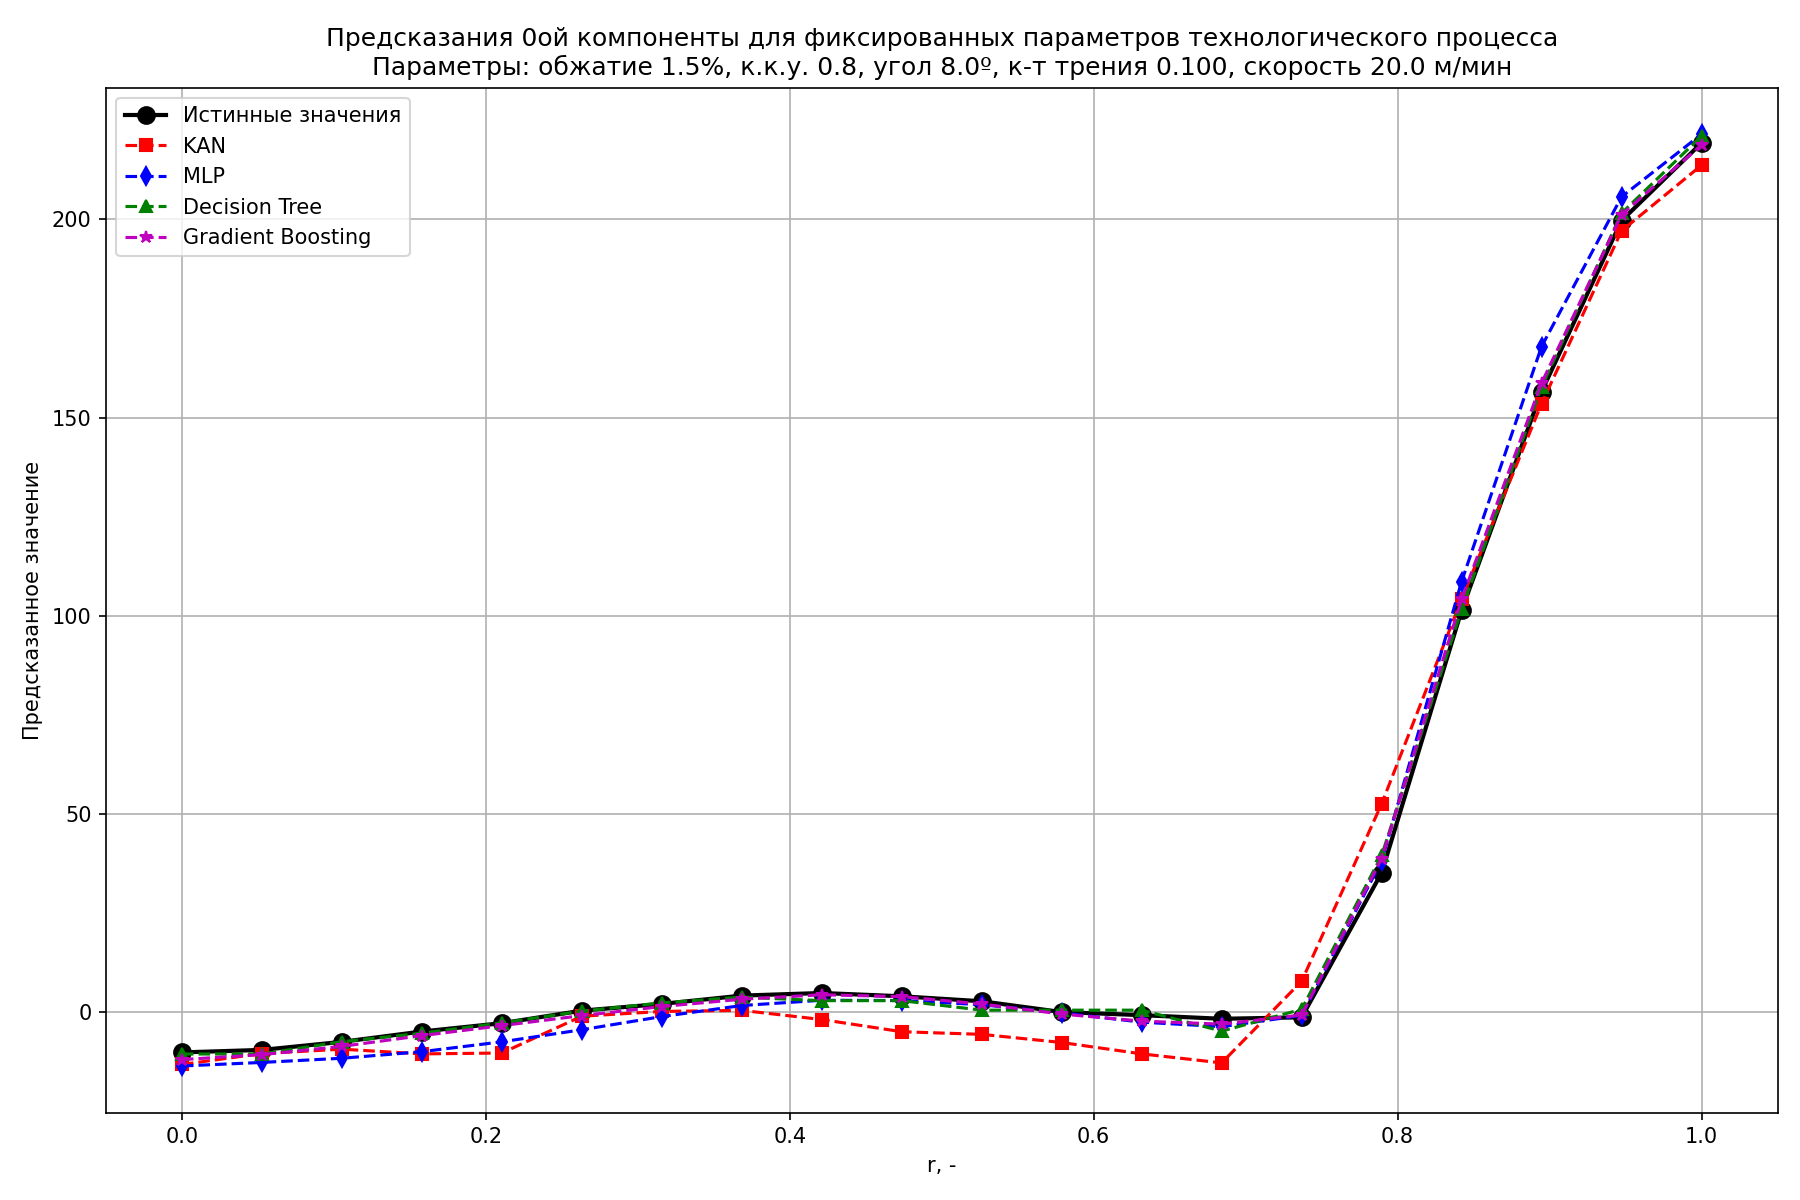 Предсказания 0ой компоненты для фиксированных параметров технологического процесса
Параметры: обжатие 1.5%, к.к.у. 0.8, угол 8.0º, к-т трения 0.100, скорость 20.0 м/мин
Истинные значения
KAN
MLP
Decision Tree
Gradient Boosting
Предсказанное значение
200
150
100
50
0
0.0
0.2
0.4
0.6
0.8
1.0
r, -